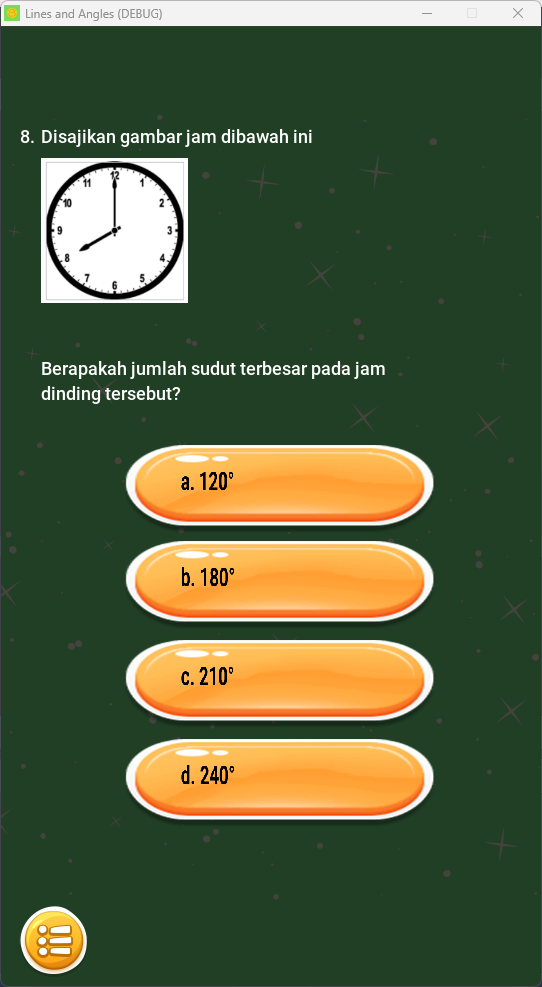 Lines and Angles (DEBUG)
8. Disajikan gambar jam dibawah ini
12
11
1
10
2
9
3
8
4
7
5
6
Berapakah jumlah sudut terbesar pada jam
dinding tersebut?
a. 120°
b. 180°
c. 210°
d. 240°